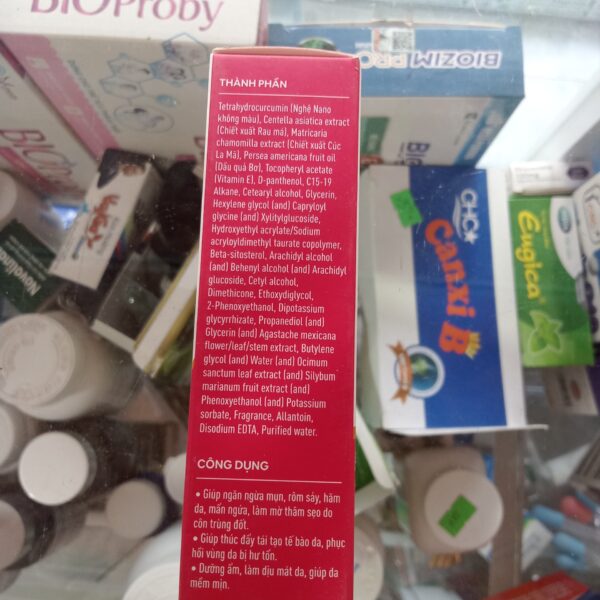 BIOProby
BIOZIM PRO
THÀNH PHẦN
Tetrahydrocurcumin (Nghệ Nano
không màu), Centella asiatica extract
(Chiết xuất Rau má), Matricaria
chamomilla extract (Chiết xuất Cúc
La Mã), Persea americana fruit oil
(Dầu quả Bơ), Tocopheryl acetate
(Vitamin E), D-panthenol, C15-19
Alkane, Cetearyl alcohol, Glycerin,
Hexylene glycol (and) Capryloyl
glycine (and) Xylitylglucoside,
Hydroxyethyl acrylate/Sodium
acryloyldimethyl taurate copolymer,
Beta-sitosterol, Arachidyl alcohol
(and) Behenyl alcohol (and) Arachidyl
glucoside, Cetyl alcohol,
Dimethicone, Ethoxydiglycol,
2-Phenoxyethanol, Dipotassium
glycyrrhizate, Propanediol (and)
Glycerin (and) Agastache mexicana
flower/leaf/stem extract, Butylene
glycol (and) Water (and) Ocimum
sanctum leaf extract (and) Silybum
marianum fruit extract (and)
Phenoxyethanol (and) Potassium
sorbate, Fragrance, Allantoin,
Disodium EDTA, Purified water.
CÔNG DỤNG
• Giúp ngăn ngừa mụn, rôm sảy, hăm
da, mẩn ngứa, làm mờ thâm sẹo do
côn trùng đốt.
• Giúp thúc đẩy tái tạo tế bào da, phục
hồi vùng da bị hư tổn.
• Dưỡng ẩm, làm dịu mát da, giúp da
mềm mịn.
CHC
Canxi B
Eugica